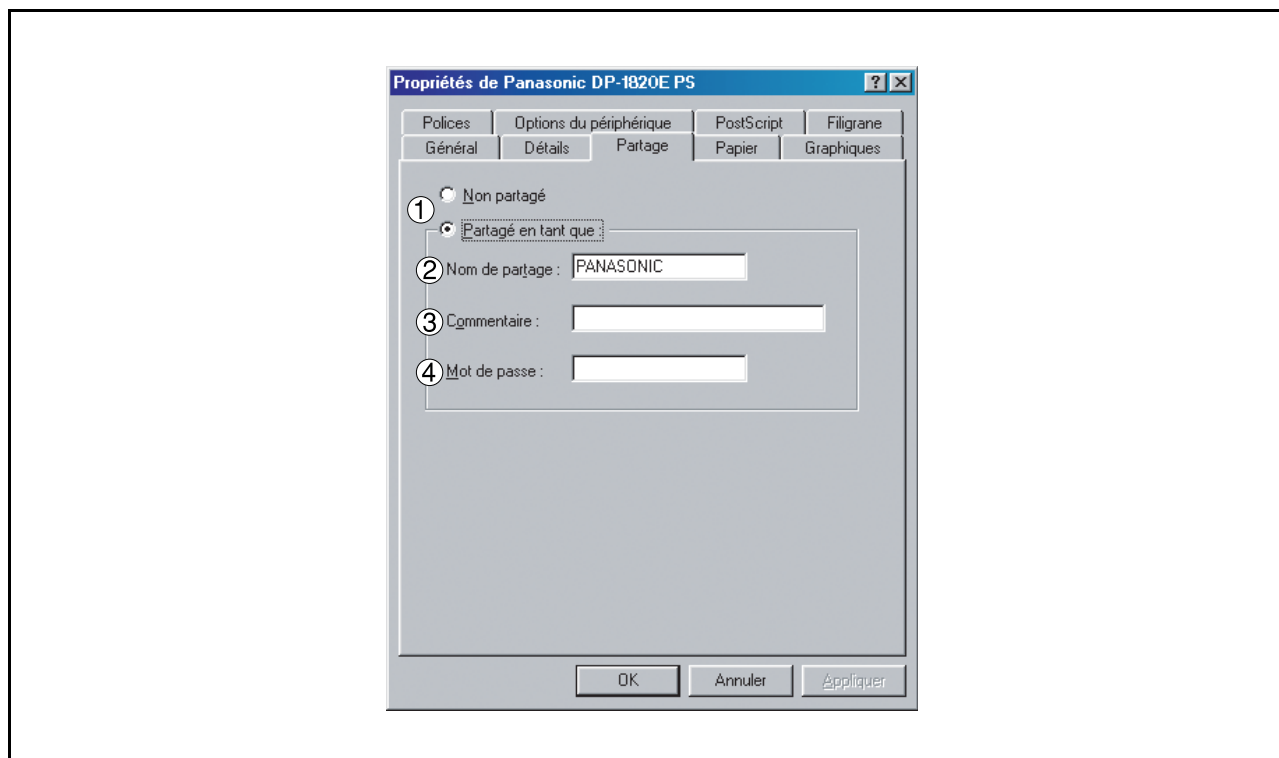 Propriétés de Panasonic DP-1820E PS
Polices Options du périphérique PostScript Filigrane
Général Détails Partage Papier Graphiques
① Non partagé
Partagé en tant que :
② Nom de partage : PANASONIC
③ Commentaire :
④ Mot de passe :
OK Annuler Appliquer